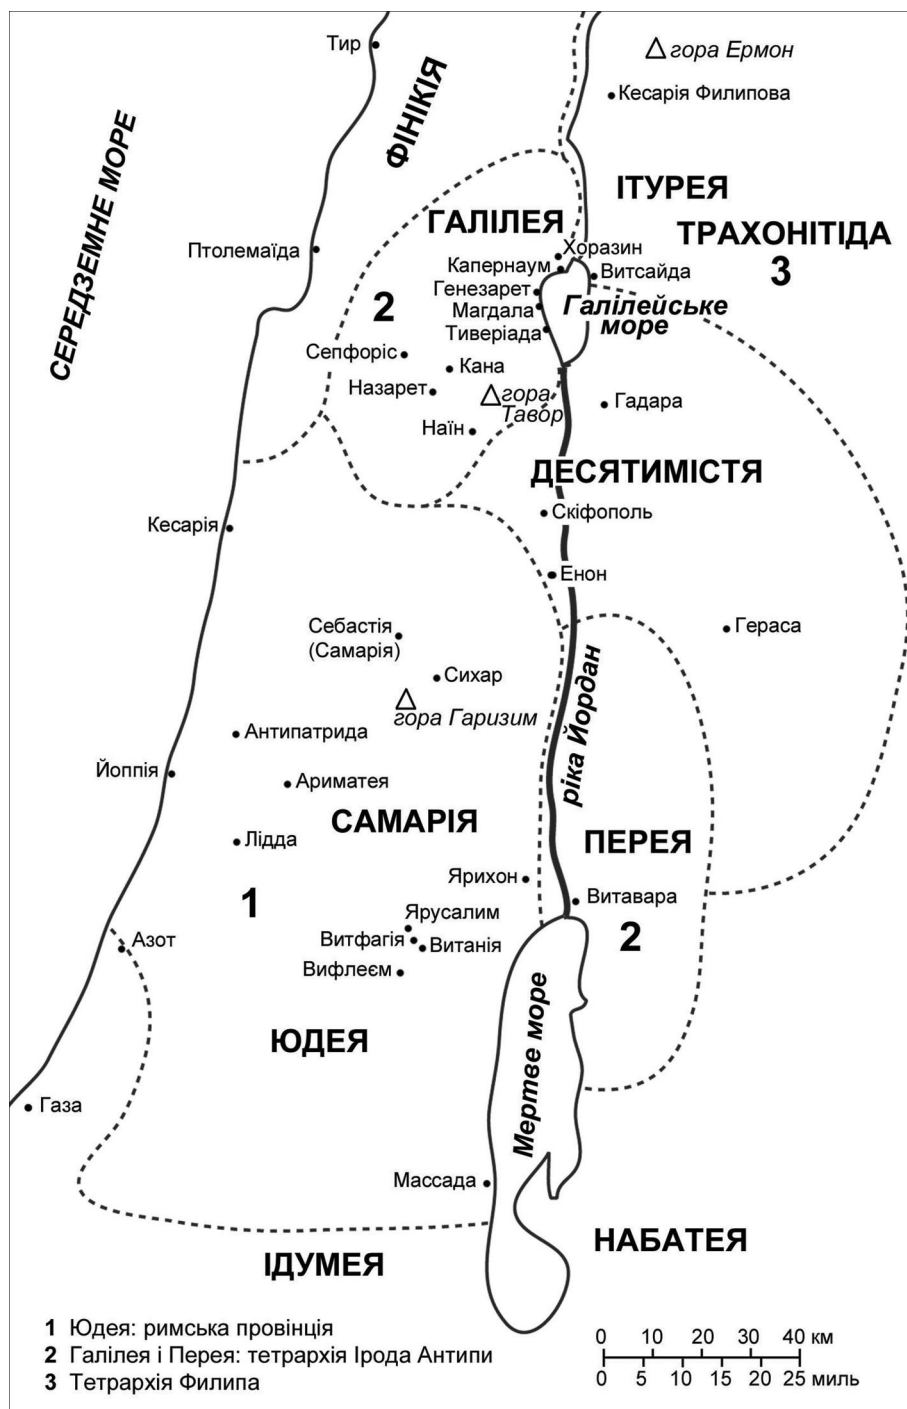 Тир
гора Ермон
Кесарія Филипова
ФІНІКІЯ
СЕРЕДЗЕМНЕ МОРЕ
ІТУРЕЯ
ГАЛІЛЕЯ
ТРАХОНІТІДА
3
Птолемаїда
Хоразин
Капернаум
Витсайда
Генезарет
2
Магдала
Галілейське
море
Тиверіада
Сепфоріс
Кана
Назарет
гора
Тавор
Гадара
Наїн
ДЕСЯТИМІСТЯ
Скіфополь
Кесарія
Енон
Себастія
(Самарія)
Гераса
Сихар
гора Гаризим
ріка Йордан
Антипатрида
Йоппія
Ариматея
САМАРІЯ
Лідда
ПЕРЕЯ
Ярихон
1
Витавара
2
Ярусалим
Азот
Витфагія
Витанія
Вифлеєм
ЮДЕЯ
Мертве море
Газа
Массада
НАБАТЕЯ
ІДУМЕЯ
1 Юдея: римська провінція
2 Галілея і Перея: тетрархія Ірода Антипи
3 Тетрархія Филипа
0 10 20 30 40 км
0 5 10 15 20 25 миль